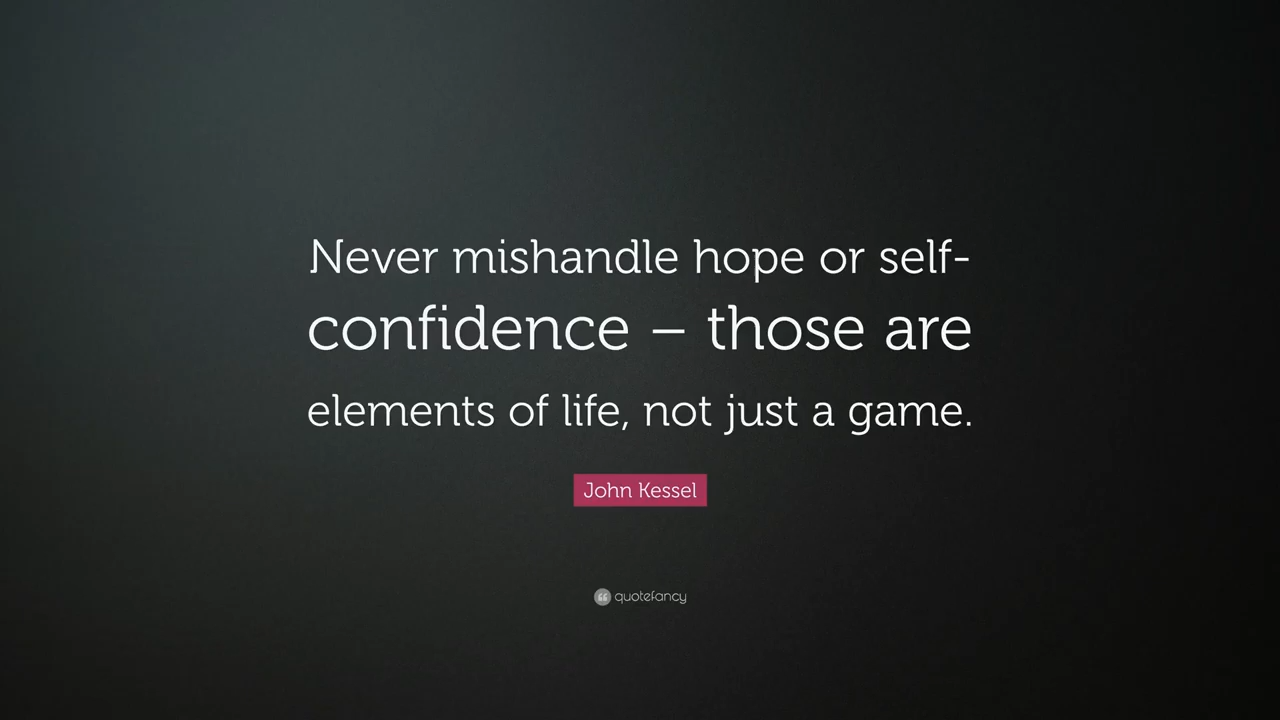 Never mishandle hope or self-
confidence – those are
elements of life, not just a game.
John Kessel
quotefancy